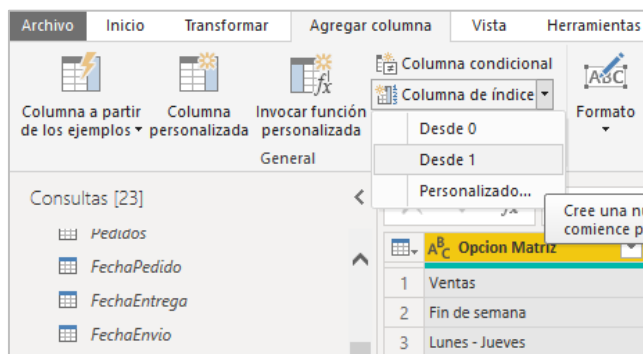 Archivo Inicio Transformar Agregar columna Vista Herramientas
Columna a partir de los ejemplos
Columna personalizada
Invocar función personalizada
Columna condicional
Columna de índice
Formato
General
Desde 0
Desde 1
Personalizado...
Cree una
comience
Consultas [23]
Pedidos
FechaPedido
FechaEntrega
FechaEnvio
fx
ABC Opcion Matriz
1 Ventas
2 Fin de semana
3 Lunes - Jueves